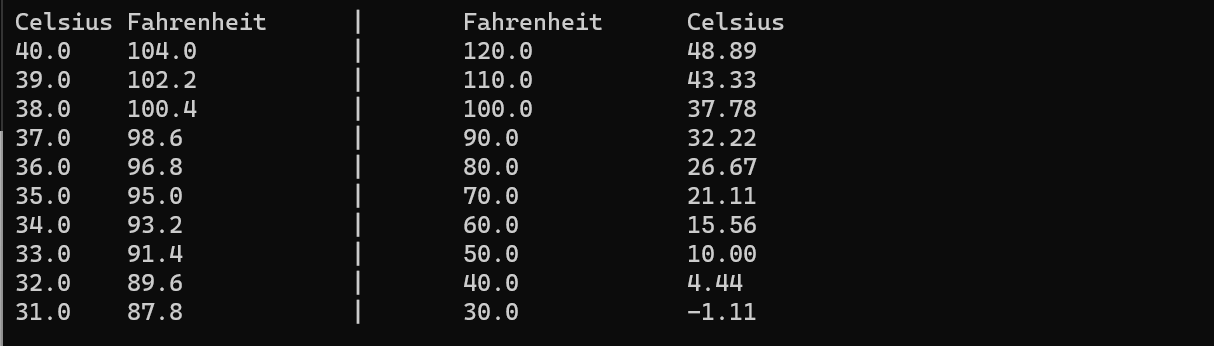 Celsius Fahrenheit | Fahrenheit Celsius
40.0 104.0 | 120.0 48.89
39.0 102.2 | 110.0 43.33
38.0 100.4 | 100.0 37.78
37.0 98.6 | 90.0 32.22
36.0 96.8 | 80.0 26.67
35.0 95.0 | 70.0 21.11
34.0 93.2 | 60.0 15.56
33.0 91.4 | 50.0 10.00
32.0 89.6 | 40.0 4.44
31.0 87.8 | 30.0 -1.11